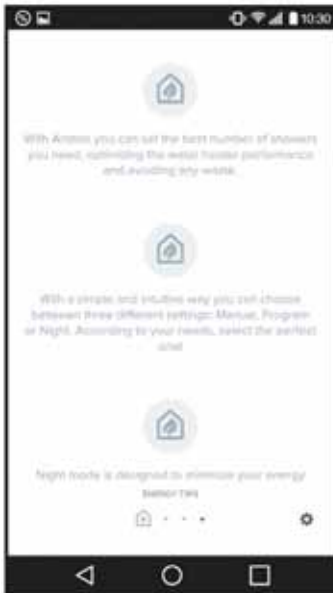 10:30
With Ariston you can set the best number of showers
you need, optimizing the water heater performance
and avoiding any waste.
With a simple and intuitive way you can choose
between three different settings: Manual, Program
or Night. According to your needs, select the perfect
one!
Night mode is designed to minimize your energy
ENERGY TIPS